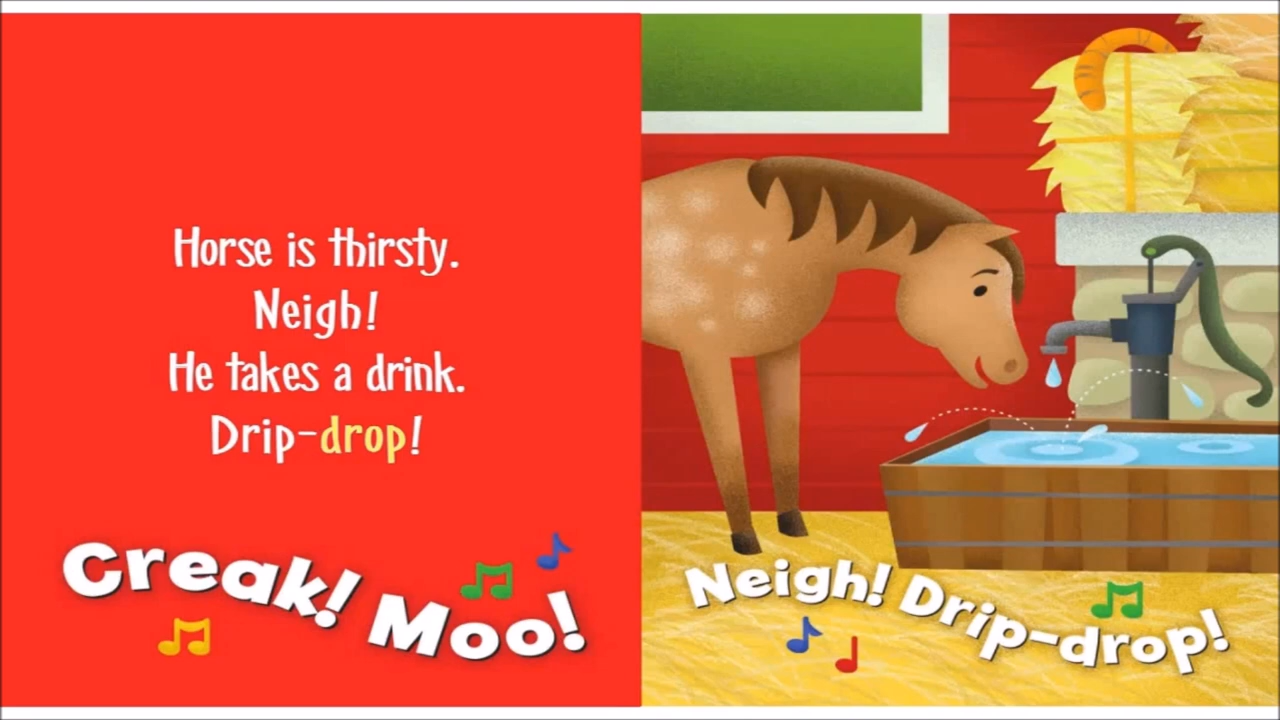 Horse is thirsty.
Neigh!
He takes a drink.
Drip-drop!
Creak! Moo!
Neigh! Drip-drop!